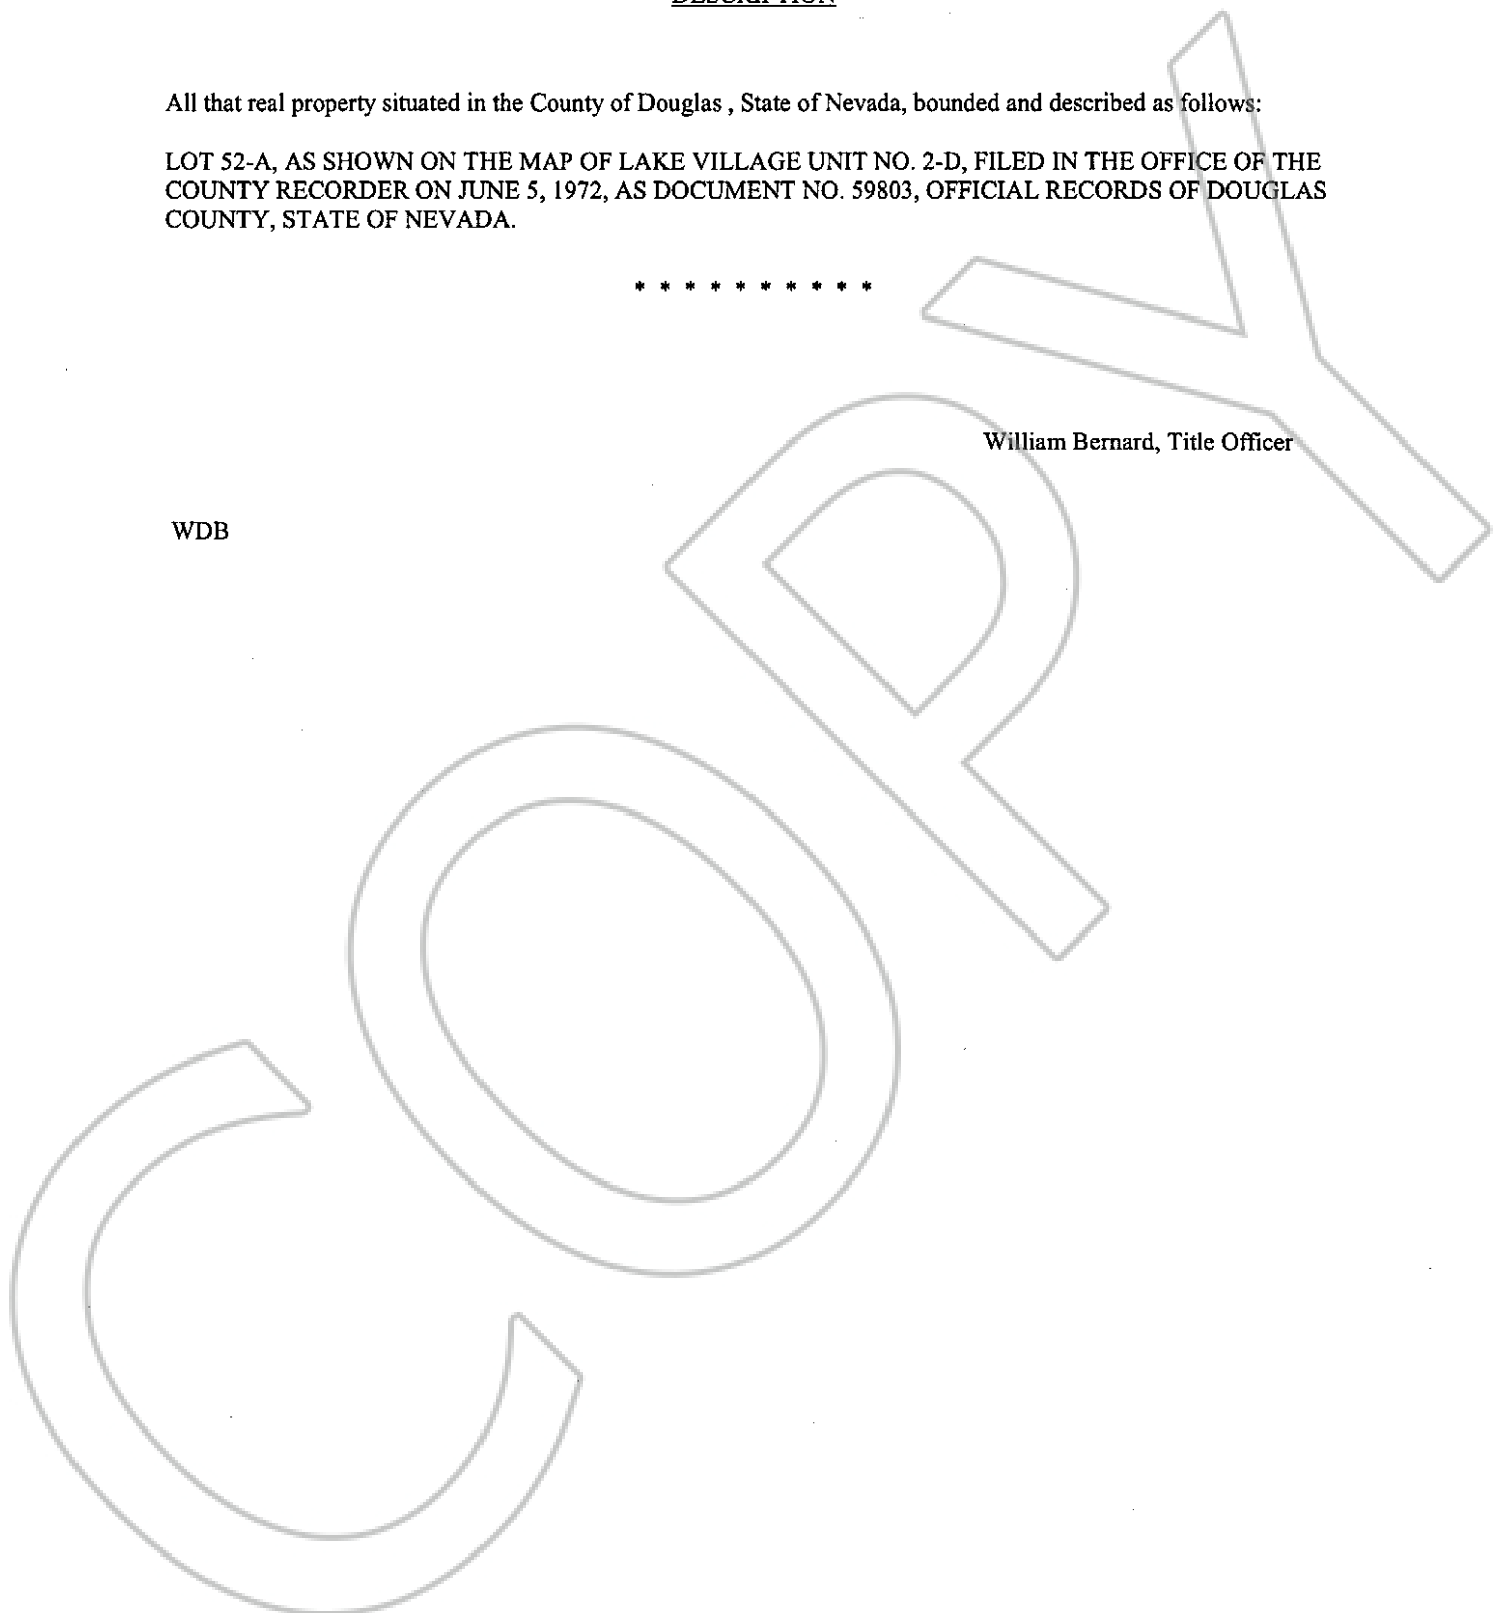 DESCRIPTION
All that real property situated in the County of Douglas , State of Nevada, bounded and described as follows:
LOT 52-A, AS SHOWN ON THE MAP OF LAKE VILLAGE UNIT NO. 2-D, FILED IN THE OFFICE OF THE
COUNTY RECORDER ON JUNE 5, 1972, AS DOCUMENT NO. 59803, OFFICIAL RECORDS OF DOUGLAS
COUNTY, STATE OF NEVADA.
* * * * * * * * * *
William Bernard, Title Officer
WDB
COPY